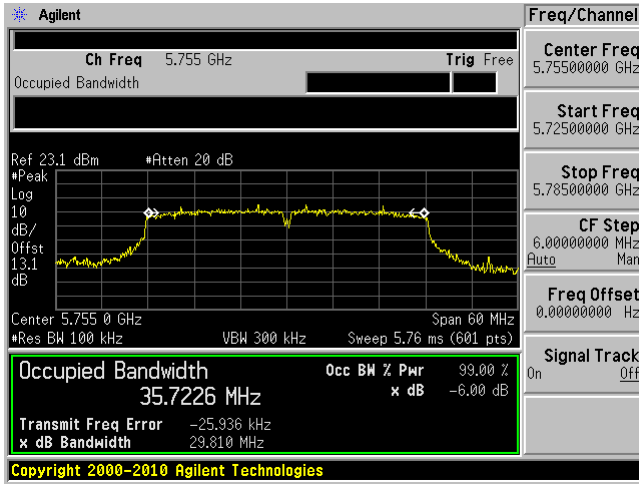 Agilent
Ch Freq 5.755 GHz Trig Free
Occupied Bandwidth
Ref 23.1 dBm #Atten 20 dB
#Peak
Log
10
dB/
Offst
13.1
dB
Center 5.755 0 GHz Span 60 MHz
#Res BW 100 kHz VBW 300 kHz Sweep 5.76 ms (601 pts)
Occupied Bandwidth Occ BW % Pwr 99.00 %
35.7226 MHz x dB -6.00 dB
Transmit Freq Error -25.936 kHz
x dB Bandwidth 29.810 MHz
Copyright 2000-2010 Agilent Technologies
Freq/Channel
Center Freq
5.75500000 GHz
Start Freq
5.72500000 GHz
Stop Freq
5.78500000 GHz
CF Step
6.00000000 MHz
Auto Man
Freq Offset
0.00000000 Hz
Signal Track
On Off